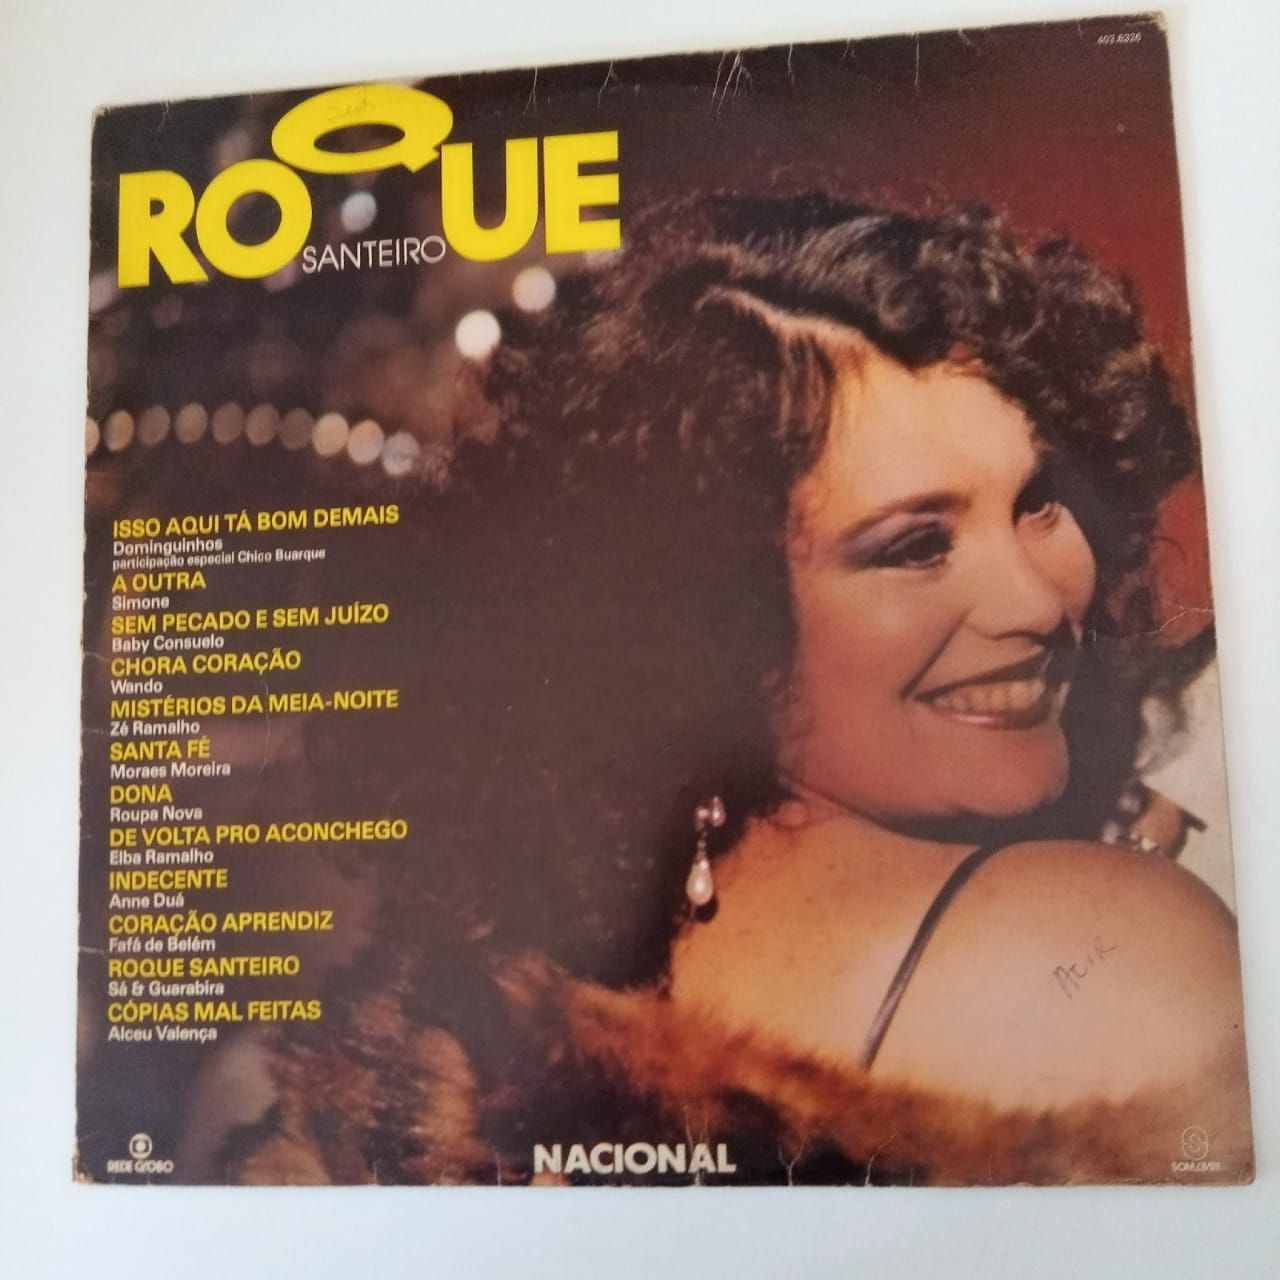 403.6326
ROQUE
SANTEIRO
ISSO AQUI TÁ BOM DEMAIS
Dominguinhos
participação especial Chico Buarque
A OUTRA
Simone
SEM PECADO E SEM JUÍZO
Baby Consuelo
CHORA CORAÇÃO
Wando
MISTÉRIOS DA MEIA-NOITE
Zé Ramalho
SANTA FÉ
Moraes Moreira
DONA
Roupa Nova
DE VOLTA PRO ACONCHEGO
Elba Ramalho
INDECENTE
Anne Duá
CORAÇÃO APRENDIZ
Fafá de Belém
ROQUE SANTEIRO
Sá & Guarabira
CÓPIAS MAL FEITAS
Alceu Valença
ACIR
REDE GLOBO
NACIONAL
SOM LIVRE